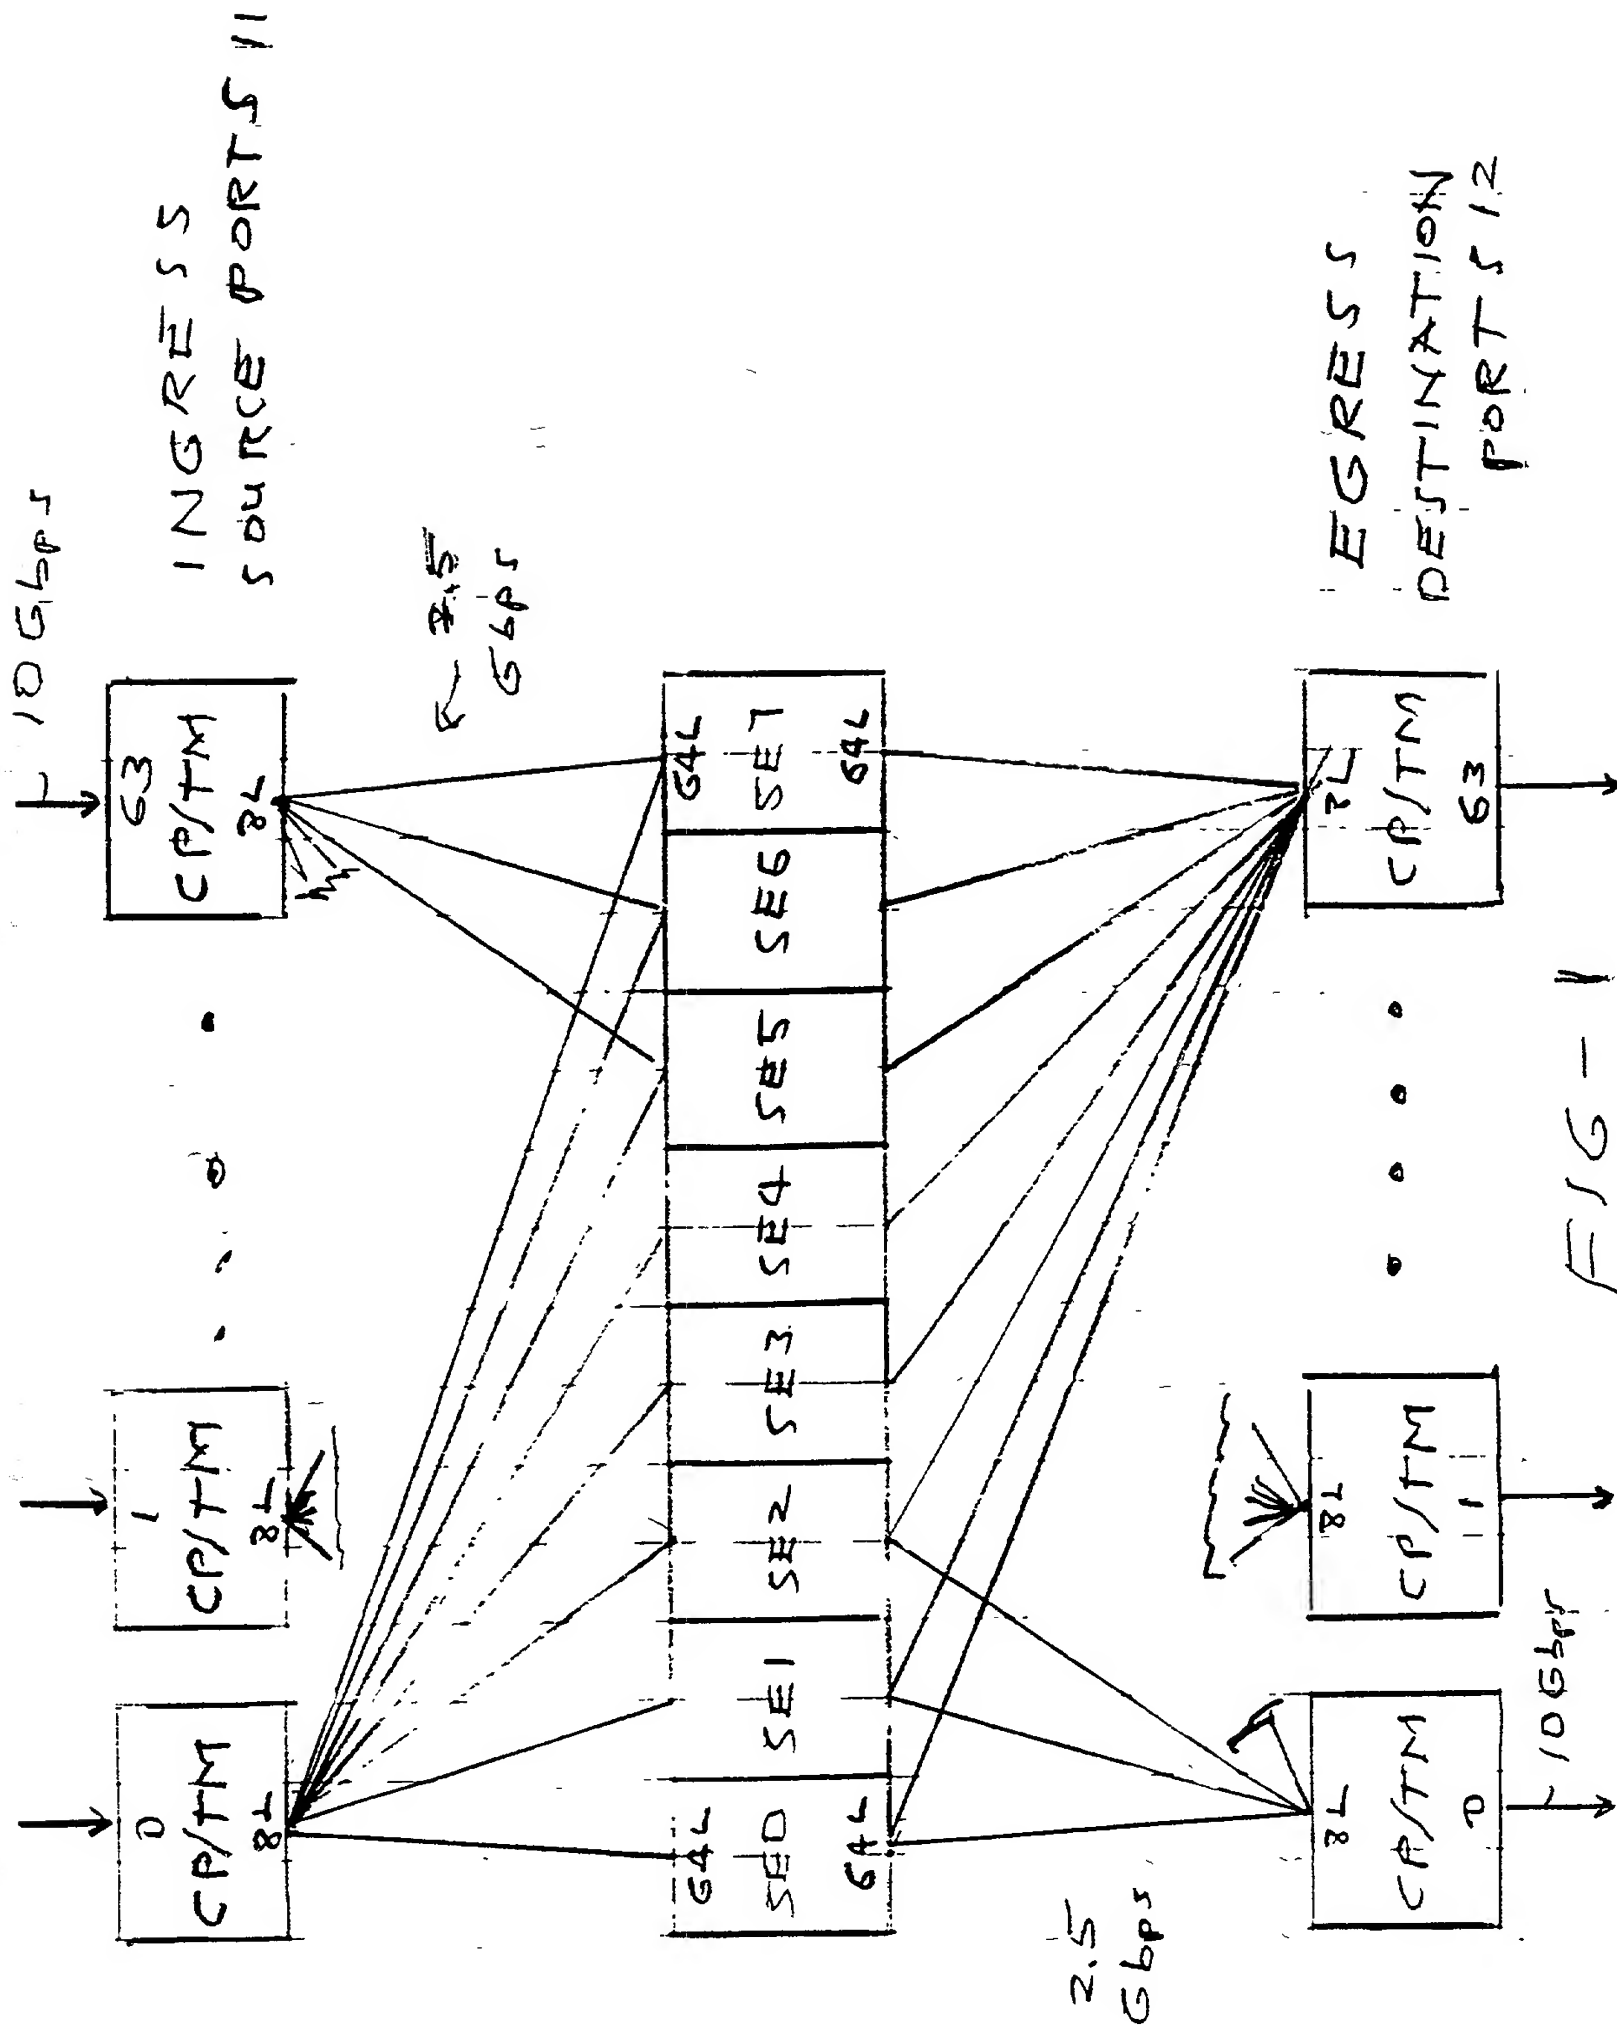 10 Gbps
INGRESS
SOURCE PORTS 11
0
CP/TM
8L
1
CP/TM
8L
63
CP/TM
8L
2.5
Gbps
64L
SE0
64L
SE1
SE2
SE3
SE4
SE5
SE6
64L
SE7
64L
2.5
Gbps
8L
CP/TM
0
8L
CP/TM
1
8L
CP/TM
63
10 Gbps
EGRESS
DESTINATION
PORTS 12
FIG-1